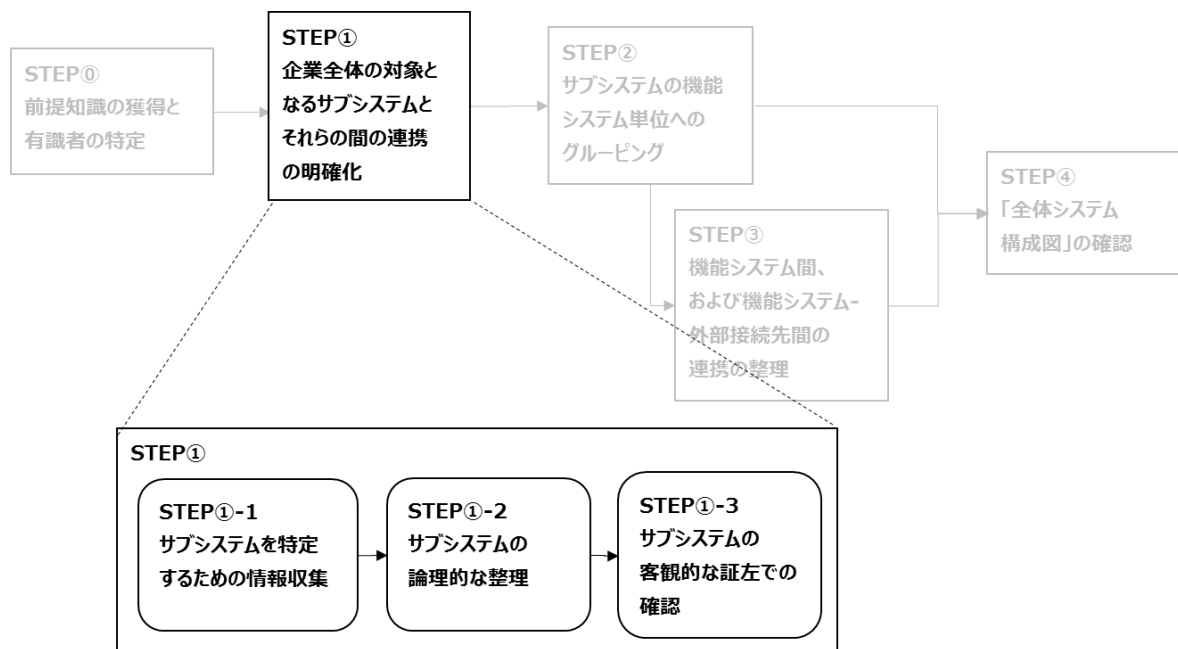 STEP⓪
前提知識の獲得と
有識者の特定
STEP①
企業全体の対象と
なるサブシステムと
それらの間の連携
の明確化
STEP②
サブシステムの機能
システム単位への
グルーピング
STEP③
機能システム間、
および機能システム-
外部接続先間の
連携の整理
STEP④
「全体システム
構成図」の確認
STEP①
STEP①-1
サブシステムを特定
するための情報収集
STEP①-2
サブシステムの
論理的な整理
STEP①-3
サブシステムの
客観的な証左での
確認